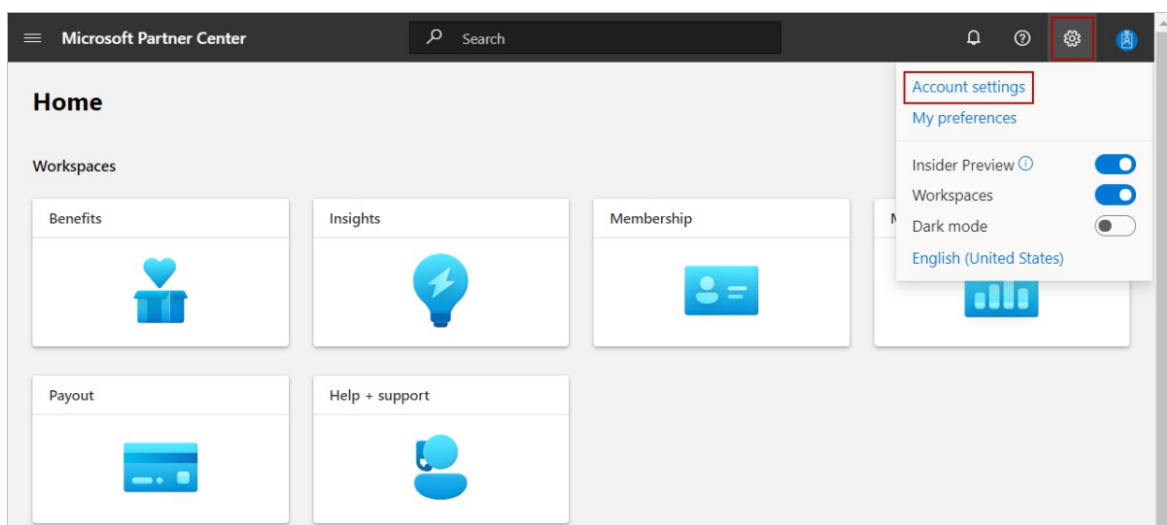 Microsoft Partner Center
Search
Account settings
My preferences
Insider Preview
Workspaces
Dark mode
English (United States)
Home
Workspaces
Benefits
Insights
Membership
Payout
Help + support